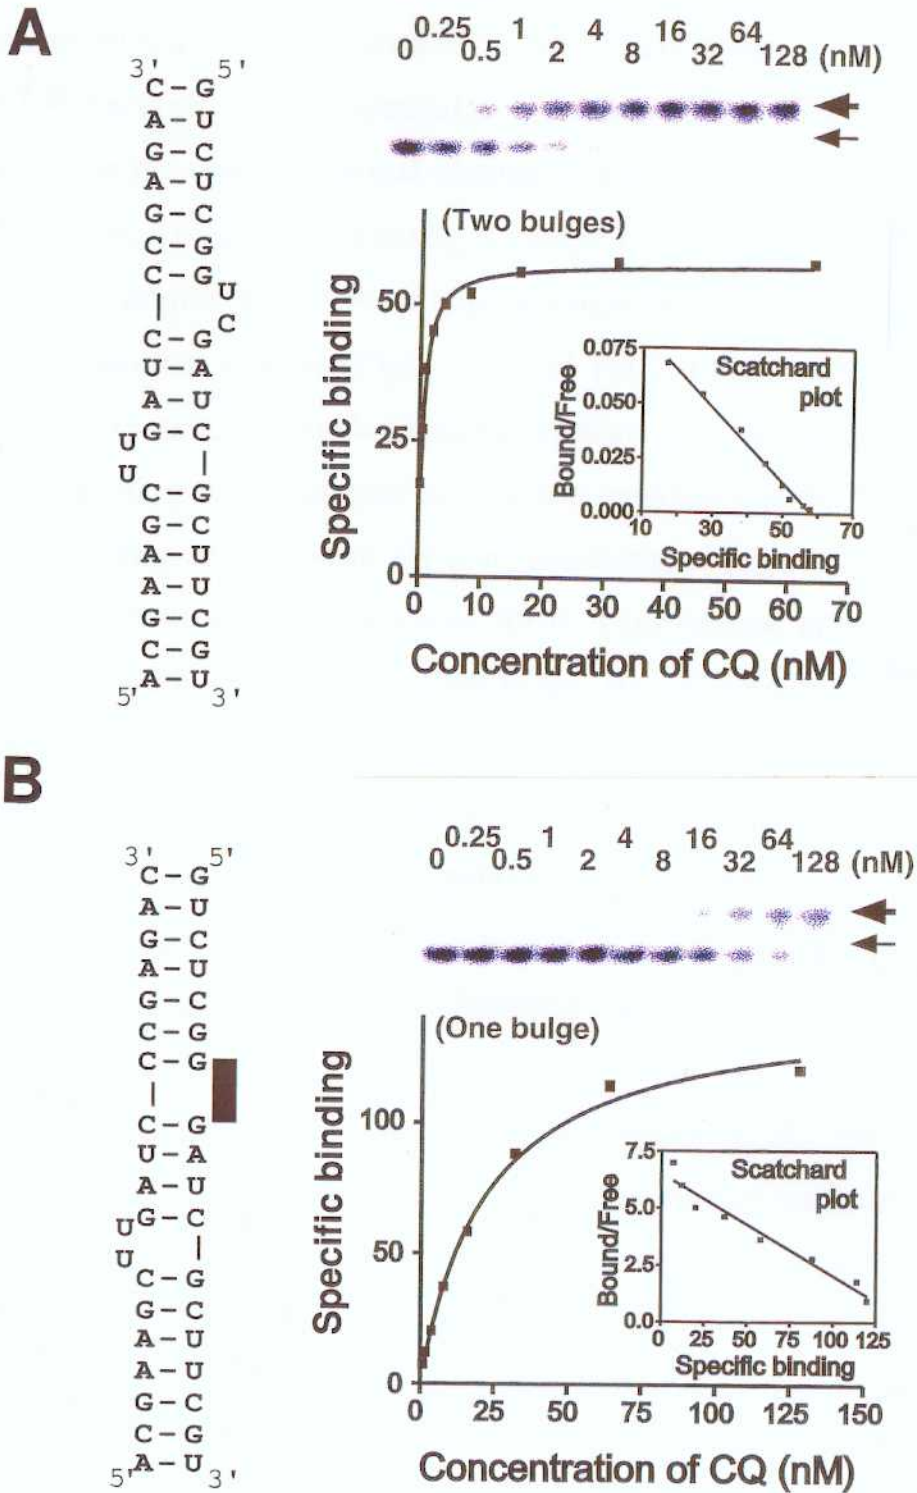 A
0 0.25 0.5 1 2 4 8 16 32 64 128 (nM)
3' 5'
C - G
A - U
G - C
A - U
G - C
C - G
C - G
U
|
C
C - G
U - A
A - U
U G - C
U |
C - G
G - C
A - U
A - U
G - C
C - G
A - U
5' 3'
(Two bulges)
Specific binding
50
25
0
0 10 20 30 40 50 60 70
Concentration of CQ (nM)
Scatchard
plot
Bound/Free
0.075
0.050
0.025
0.000
10 30 50 70
Specific binding
B
0 0.25 0.5 1 2 4 8 16 32 64 128 (nM)
3' 5'
C - G
A - U
G - C
A - U
G - C
C - G
C - G
|
C - G
U - A
A - U
U G - C
U |
C - G
G - C
A - U
A - U
G - C
C - G
A - U
5' 3'
(One bulge)
Specific binding
100
50
0
0 25 50 75 100 125 150
Concentration of CQ (nM)
Scatchard
plot
Bound/Free
7.5
5.0
2.5
0.0
0 25 50 75 100 125
Specific binding